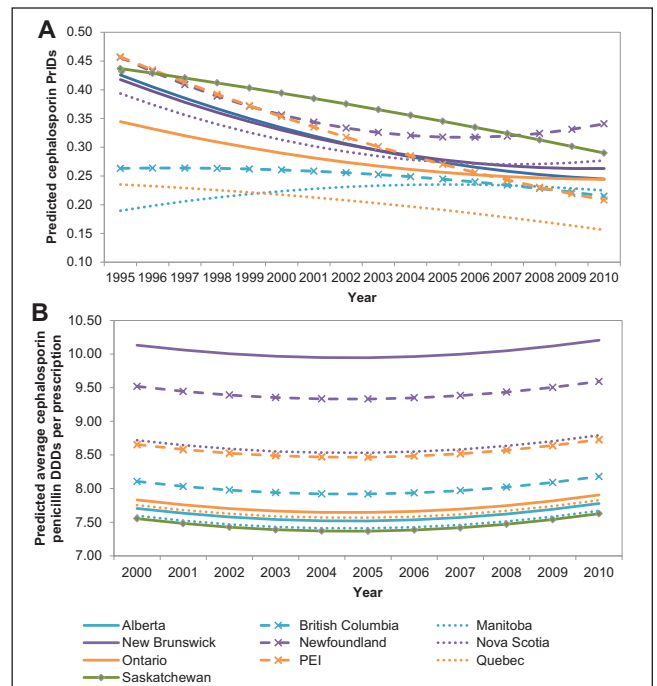 A
Predicted cephalosporin PrIDs
0.50
0.45
0.40
0.35
0.30
0.25
0.20
0.15
0.10
1995 1996 1997 1998 1999 2000 2001 2002 2003 2004 2005 2006 2007 2008 2009 2010
Year
B
Predicted average cephalosporin
penicillin DDDs per prescription
10.50
10.00
9.50
9.00
8.50
8.00
7.50
7.00
2000 2001 2002 2003 2004 2005 2006 2007 2008 2009 2010
Year
Alberta British Columbia Manitoba
New Brunswick Newfoundland Nova Scotia
Ontario PEI Quebec
Saskatchewan